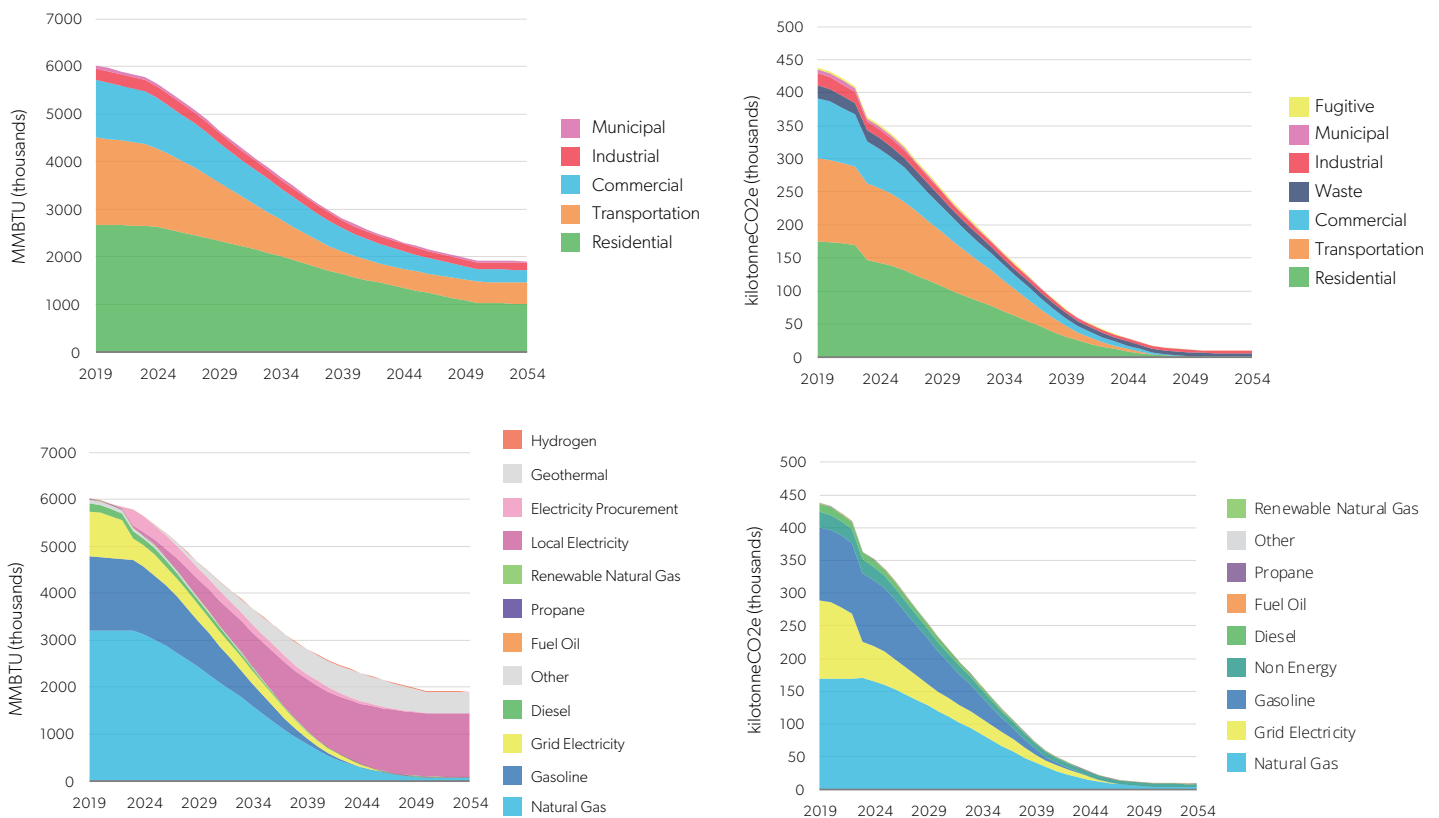 MMBTU (thousands)
7000
6000
5000
4000
3000
2000
1000
0
2019 2024 2029 2034 2039 2044 2049 2054
Municipal
Industrial
Commercial
Transportation
Residential
kilotonneCO2e (thousands)
500
450
400
350
300
250
200
150
100
50
0
2019 2024 2029 2034 2039 2044 2049 2054
Fugitive
Municipal
Industrial
Waste
Commercial
Transportation
Residential
MMBTU (thousands)
7000
6000
5000
4000
3000
2000
1000
0
2019 2024 2029 2034 2039 2044 2049 2054
Hydrogen
Geothermal
Electricity Procurement
Local Electricity
Renewable Natural Gas
Propane
Fuel Oil
Other
Diesel
Grid Electricity
Gasoline
Natural Gas
kilotonneCO2e (thousands)
500
450
400
350
300
250
200
150
100
50
0
2019 2024 2029 2034 2039 2044 2049 2054
Renewable Natural Gas
Other
Propane
Fuel Oil
Diesel
Non Energy
Gasoline
Grid Electricity
Natural Gas